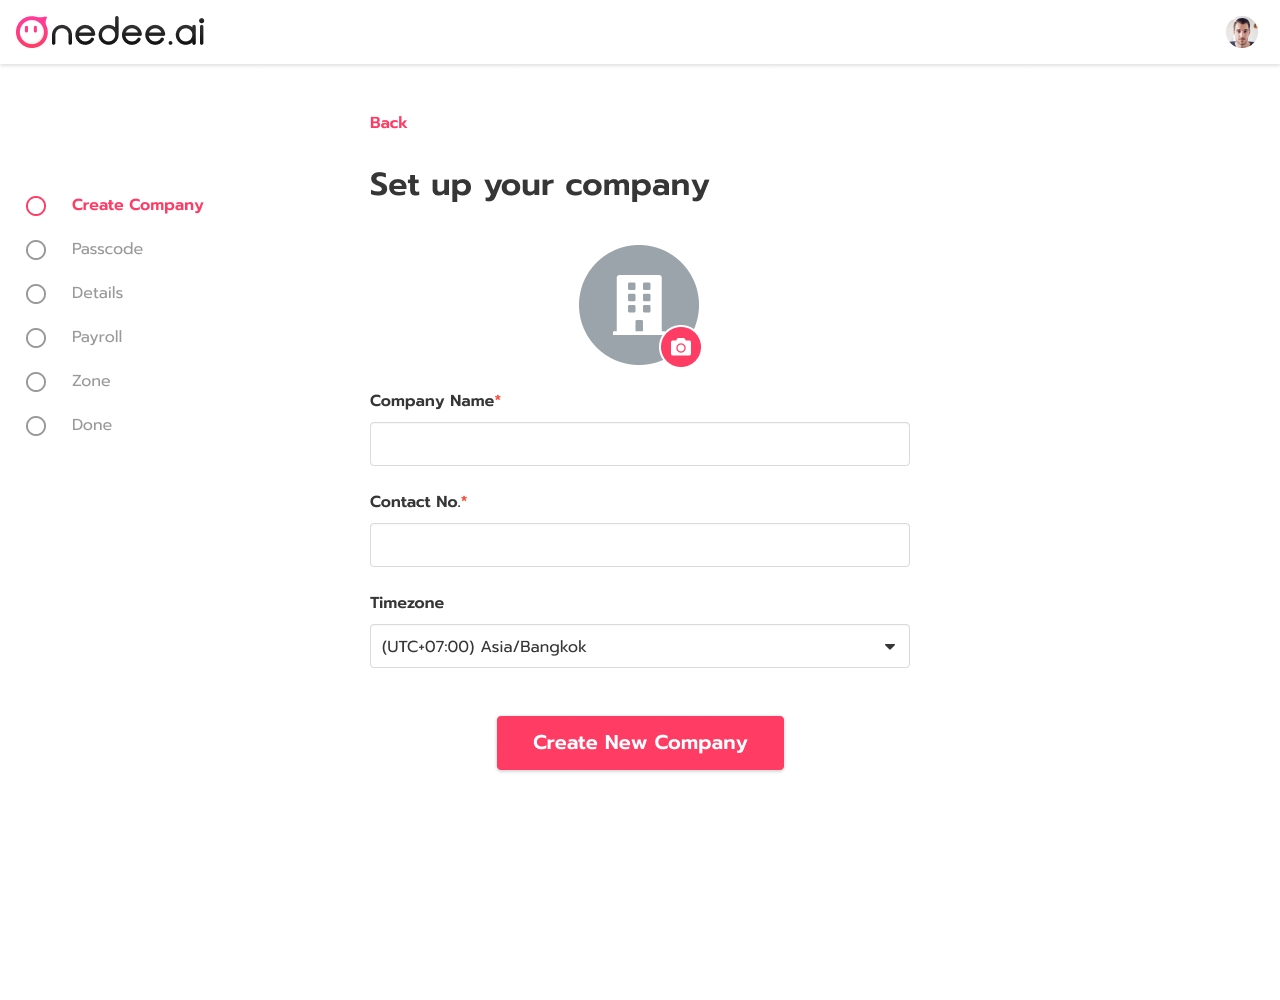 Onedee.ai
Back
Set up your company
Create Company
Passcode
Details
Payroll
Zone
Done
Company Name*
Contact No.*
Timezone
(UTC+07:00) Asia/Bangkok
Create New Company